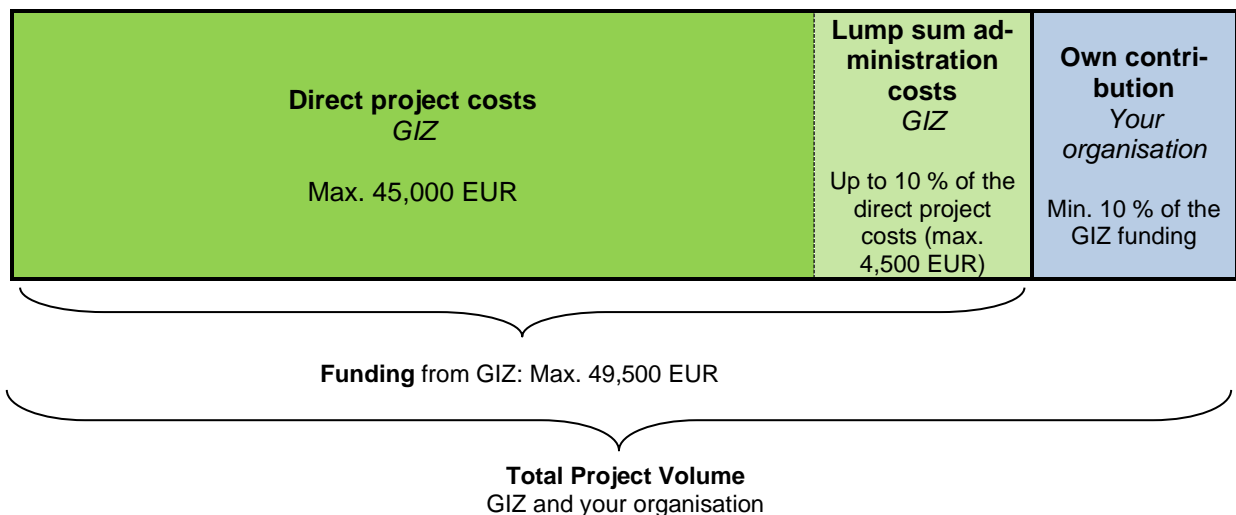 Direct project costs
GIZ
Max. 45,000 EUR
Lump sum ad-
ministration
costs
GIZ
Up to 10 % of the
direct project
costs (max.
4,500 EUR)
Own contri-
bution
Your
organisation
Min. 10 % of the
GIZ funding
Funding from GIZ: Max. 49,500 EUR
Total Project Volume
GIZ and your organisation